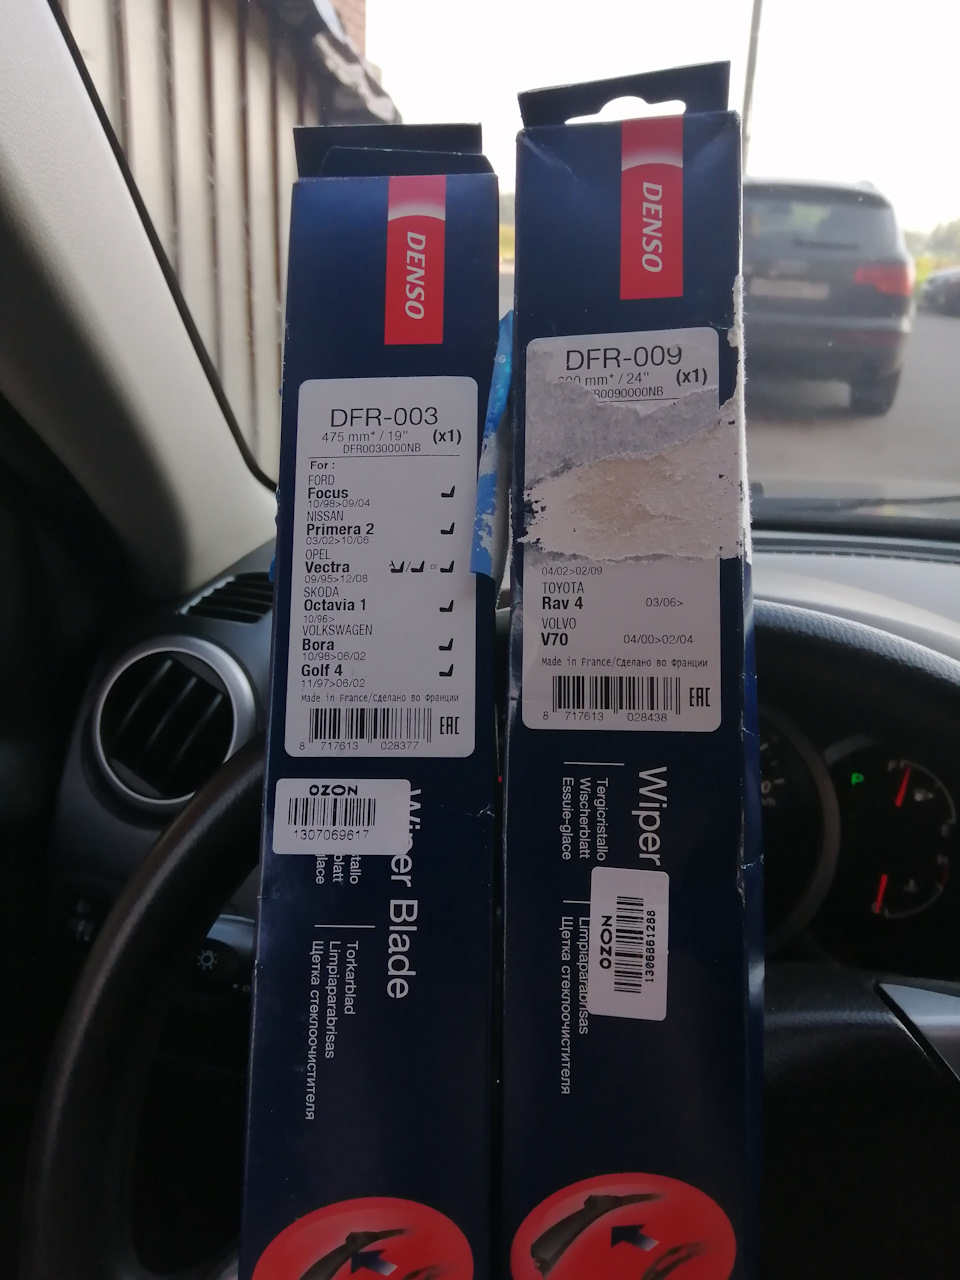 DENSO
DFR-003
475 mm* / 19" (x1)
DFR0030000NB
For :
FORD
Focus
10/98>09/04
NISSAN
Primera 2
03/02>10/06
OPEL
Vectra or
09/95>12/08
SKODA
Octavia 1
10/96>
VOLKSWAGEN
Bora
10/98>06/02
Golf 4
11/97>06/02
Made in France/Сделано во Франции
8 717613 028377
EAC
OZON
1307069617
Wiper Blade
Torkarblad
Limpiaparabrisas
Щетка стеклоочистителя
DENSO
DFR-009
mm* / 24" (x1)
04/02>02/09
TOYOTA
Rav 4 03/06>
VOLVO
V70 04/00>02/04
Made in France/Сделано во Франции
8 717613 028438
EAC
Wiper
Tergicristallo
Wischerblatt
Essuie-glace
OZON
1306861288
Limpiaparabrisas
Щетка стеклоочистителя
P
F
H